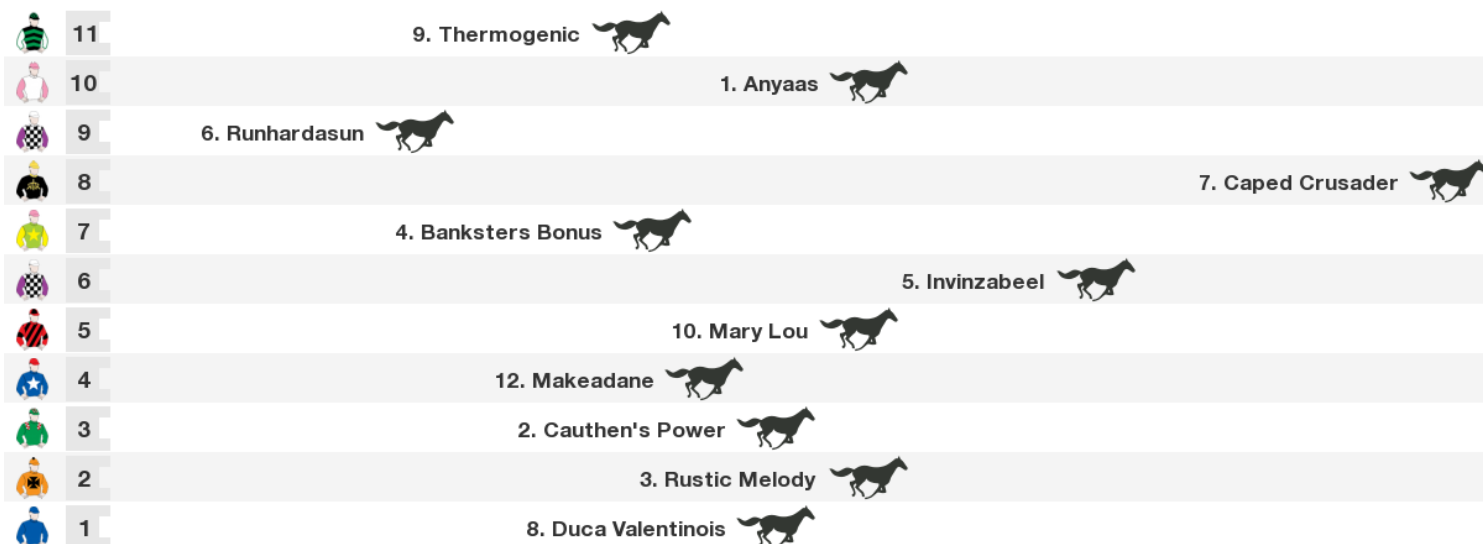 11 9. Thermogenic
10 1. Anyaas
9 6. Runhardasun
8 7. Caped Crusader
7 4. Banksters Bonus
6 5. Invinzabeel
5 10. Mary Lou
4 12. Makeadane
3 2. Cauthen's Power
2 3. Rustic Melody
1 8. Duca Valentinois